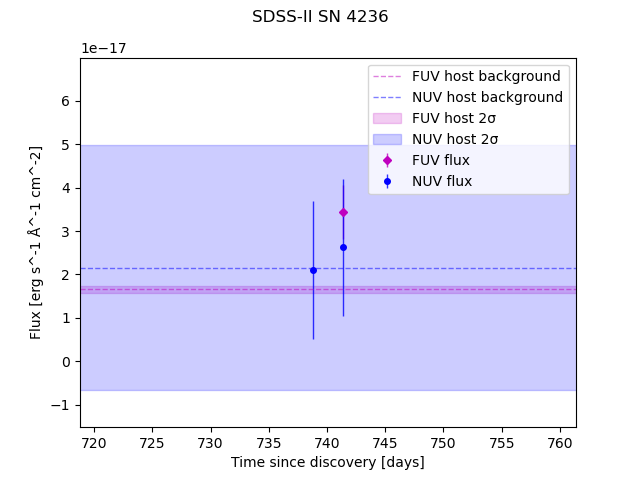 SDSS-II SN 4236
1e−17
FUV host background
NUV host background
FUV host 2σ
NUV host 2σ
FUV flux
NUV flux
6
5
4
3
2
1
0
−1
Flux [erg s^-1 Å^-1 cm^-2]
720 725 730 735 740 745 750 755 760
Time since discovery [days]